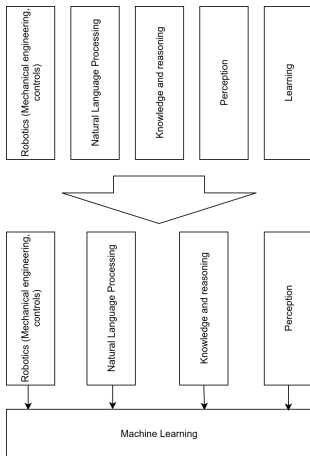 Robotics (Mechanical engineering,
controls)
Natural Language Processing
Knowledge and reasoning
Perception
Learning
Robotics (Mechanical engineering,
controls)
Natural Language Processing
Knowledge and reasoning
Perception
Machine Learning